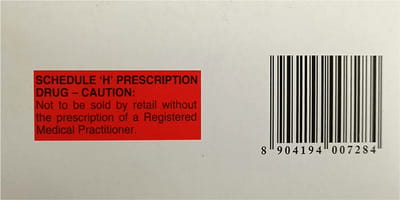 SCHEDULE 'H' PRESCRIPTION
DRUG – CAUTION:
Not to be sold by retail without
the prescription of a Registered
Medical Practitioner.
8 904194 007284